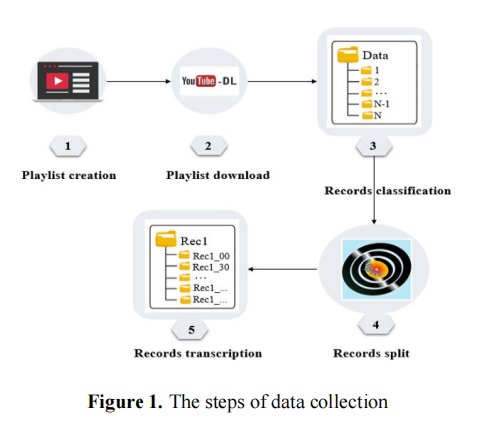 YouTube -DL
Data
1
2
...
N-1
N
1
2
3
Playlist creation
Playlist download
Records classification
Rec1
Rec1_00
Rec1_30
...
Rec1_...
Rec1_...
5
4
Records transcription
Records split
Figure 1. The steps of data collection